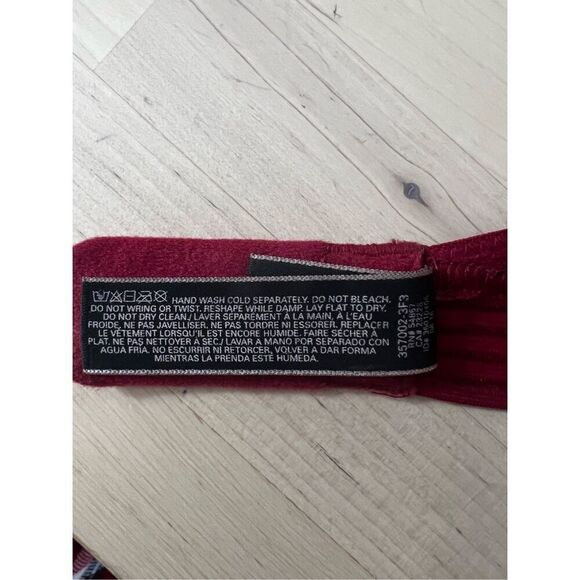 HAND WASH COLD SEPARATELY. DO NOT BLEACH.
DO NOT WRING OR TWIST. RESHAPE WHILE DAMP. LAY FLAT TO DRY.
DO NOT DRY CLEAN./ LAVER SÉPARÉMENT À LA MAIN, À L'EAU
FROIDE, NE PAS JAVELLISER. NE PAS TORDRE NI ESSORER. REPLACER
LE VÊTEMENT LORSQU'IL EST ENCORE HUMIDE. FAIRE SÉCHER À
PLAT, NE PAS NETTOYER A SEC./ LAVAR A MANO POR SEPARADO CON
AGUA FRIA. NO ESCURRIR NI RETORCER, VOLVER A DAR FORMA
MIENTRAS LA PRENDA ESTE HUMEDA.
357002-3F3